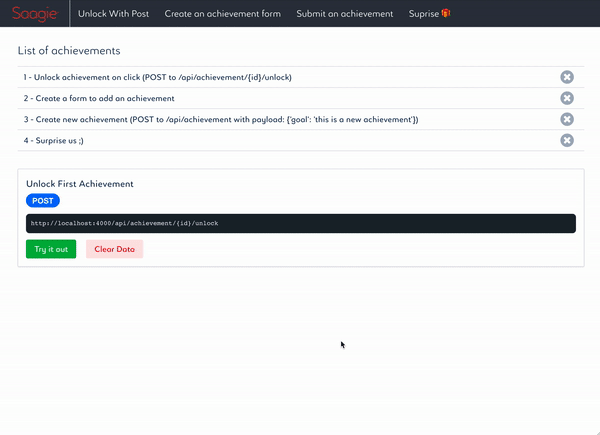 Saagie Unlock With Post Create an achievement form Submit an achievement Suprise
List of achievements
1 - Unlock achievement on click (POST to /api/achievement/{id}/unlock)
2 - Create a form to add an achievement
3 - Create new achievement (POST to /api/achievement with payload: {'goal': 'this is a new achievement'})
4 - Surprise us ;)
Unlock First Achievement
POST
http://localhost:4000/api/achievement/{id}/unlock
Try it out Clear Data